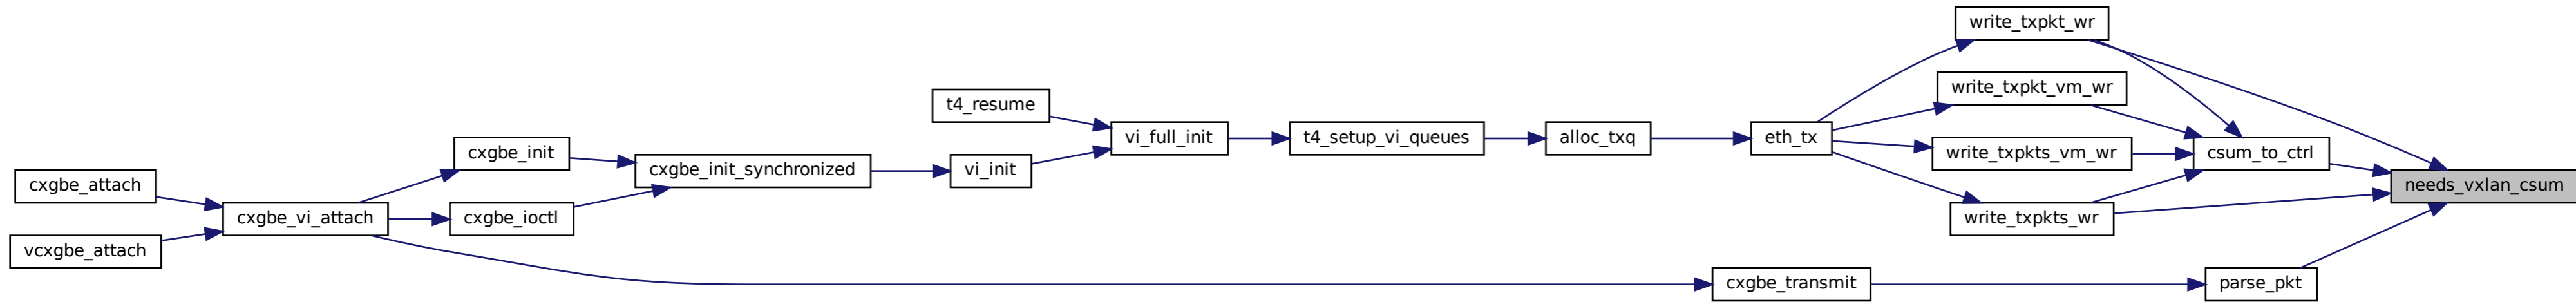 write_txpkt_wr
write_txpkt_vm_wr
t4_resume
vi_full_init
t4_setup_vi_queues
alloc_txq
eth_tx
cxgbe_init
write_txpkts_vm_wr
csum_to_ctrl
cxgbe_init_synchronized
vi_init
cxgbe_attach
needs_vxlan_csum
cxgbe_vi_attach
cxgbe_ioctl
write_txpkts_wr
vcxgbe_attach
cxgbe_transmit
parse_pkt